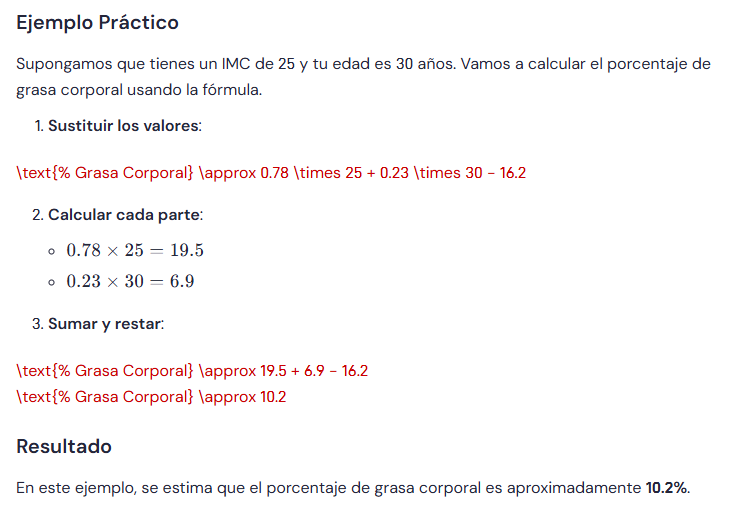 Ejemplo Práctico
Supongamos que tienes un IMC de 25 y tu edad es 30 años. Vamos a calcular el porcentaje de
grasa corporal usando la fórmula.
1. Sustituir los valores:
\text{% Grasa Corporal} \approx 0.78 \times 25 + 0.23 \times 30 - 16.2
2. Calcular cada parte:
∘ 0.78 × 25 = 19.5
∘ 0.23 × 30 = 6.9
3. Sumar y restar:
\text{% Grasa Corporal} \approx 19.5 + 6.9 - 16.2
\text{% Grasa Corporal} \approx 10.2
Resultado
En este ejemplo, se estima que el porcentaje de grasa corporal es aproximadamente 10.2%.